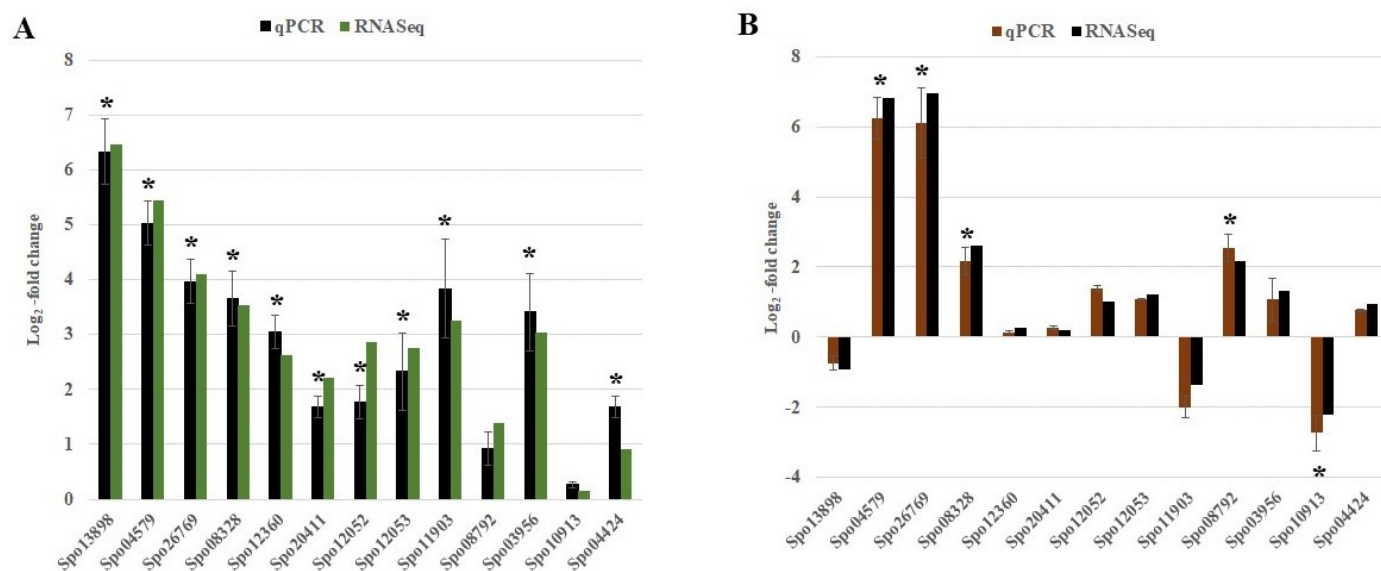 A
qPCR RNASeq
8
7
6
5
4
3
2
1
0
Log2 -fold change
* * * * * * * * * * *
Spo13898 Spo04579 Spo26769 Spo08328 Spo12360 Spo20411 Spo12052 Spo12053 Spo11903 Spo08792 Spo03956 Spo10913 Spo04424
B
qPCR RNASeq
8
6
4
2
0
-2
-4
Log2 -fold change
* * * * *
Spo13898 Spo04579 Spo26769 Spo08328 Spo12360 Spo20411 Spo12052 Spo12053 Spo11903 Spo08792 Spo03956 Spo10913 Spo04424